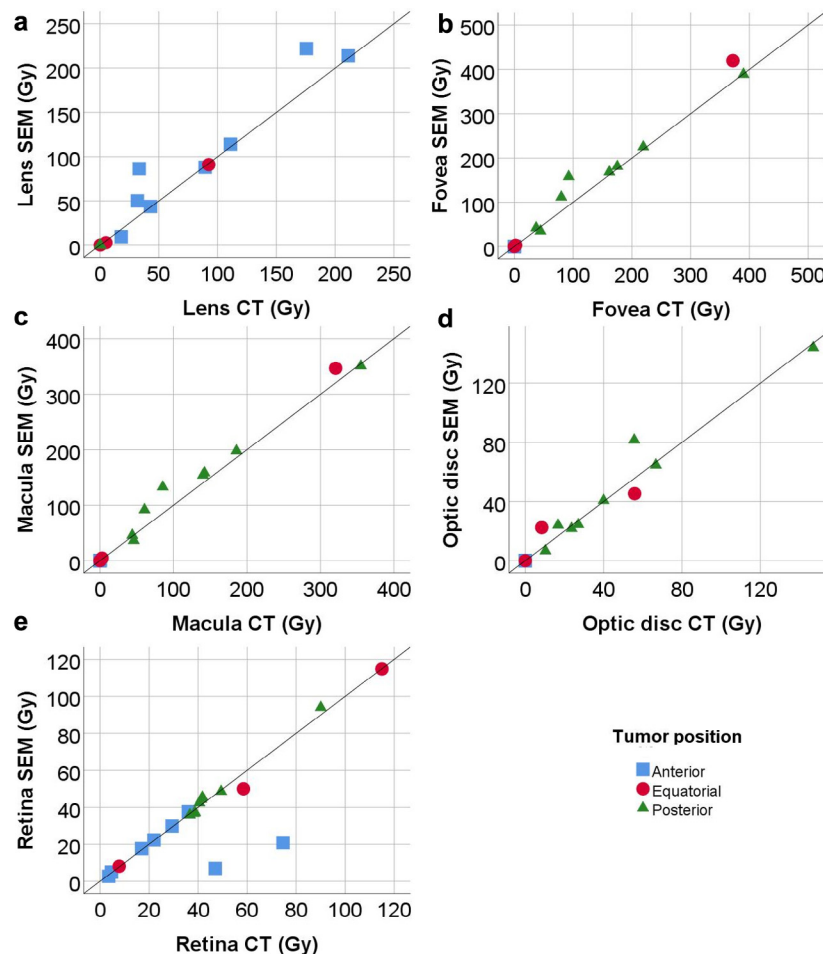 a
250
200
150
100
50
0
Lens SEM (Gy)
0 50 100 150 200 250
Lens CT (Gy)
b
500
400
300
200
100
0
Fovea SEM (Gy)
0 100 200 300 400 500
Fovea CT (Gy)
c
400
300
200
100
0
Macula SEM (Gy)
0 100 200 300 400
Macula CT (Gy)
d
120
80
40
0
Optic disc SEM (Gy)
0 40 80 120
Optic disc CT (Gy)
e
120
100
80
60
40
20
0
Retina SEM (Gy)
0 20 40 60 80 100 120
Retina CT (Gy)
Tumor position
Anterior
Equatorial
Posterior